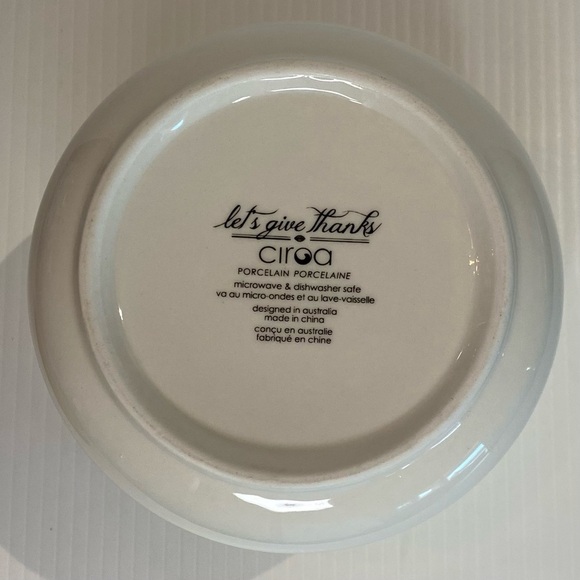 let's give thanks
ciroa
PORCELAIN PORCELAINE
microwave & dishwasher safe
va au micro-ondes et au lave-vaisselle
designed in australia
made in china
conçu en australie
fabriqué en chine